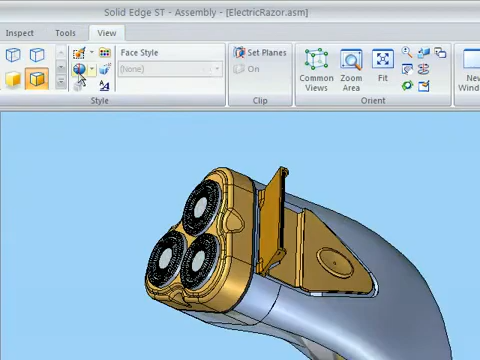 Solid Edge ST - Assembly - [ElectricRazor.asm]
Inspect Tools View
Face Style
(None)
Style
Set Planes
On
Clip
Common Views
Zoom Area
Fit
Orient
New
Windo